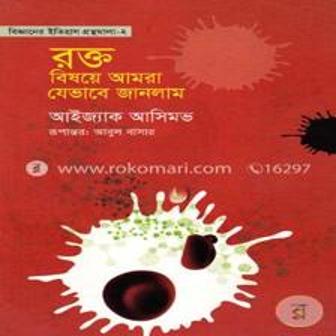 বিজ্ঞানের ইতিহাস গ্রন্থমালা-২
রক্ত
বিষয়ে আমরা
যেভাবে জানলাম
আইজ্যাক আসিমভ
রূপান্তর: আবুল বাসার
www.rokomari.com 16297